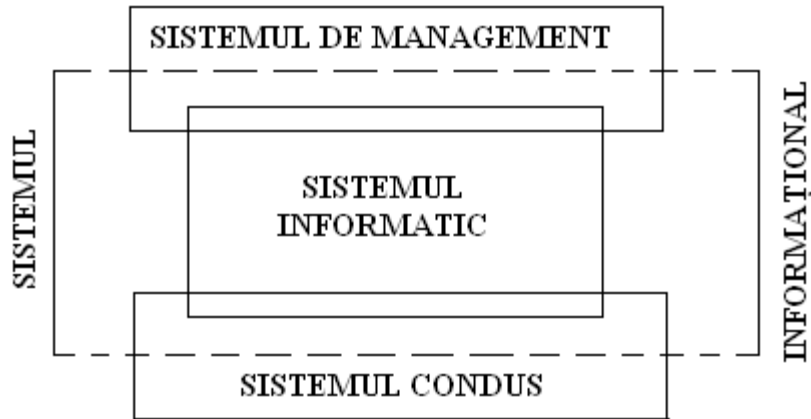 SISTEMUL DE MANAGEMENT
SISTEMUL
INFORMAȚIONAL
SISTEMUL
INFORMATIC
SISTEMUL CONDUS